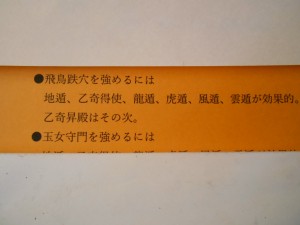 ●飛鳥跌穴を強めるには
地遁、乙奇得使、龍遁、虎遁、風遁、雲遁が効果的。
乙奇昇殿はその次。
●玉女守門を強めるには